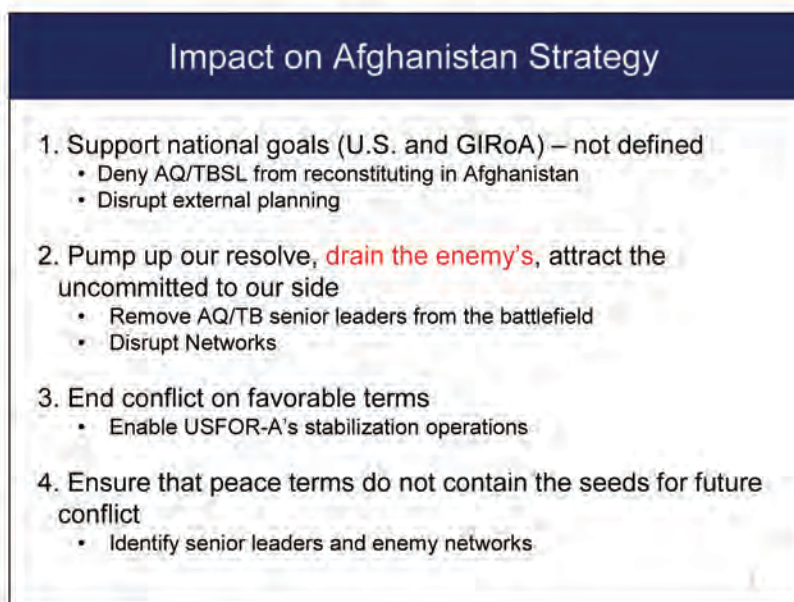 Impact on Afghanistan Strategy
1. Support national goals (U.S. and GIRoA) – not defined
• Deny AQ/TBSL from reconstituting in Afghanistan
• Disrupt external planning
2. Pump up our resolve, drain the enemy's, attract the
uncommitted to our side
• Remove AQ/TB senior leaders from the battlefield
• Disrupt Networks
3. End conflict on favorable terms
• Enable USFOR-A's stabilization operations
4. Ensure that peace terms do not contain the seeds for future
conflict
• Identify senior leaders and enemy networks